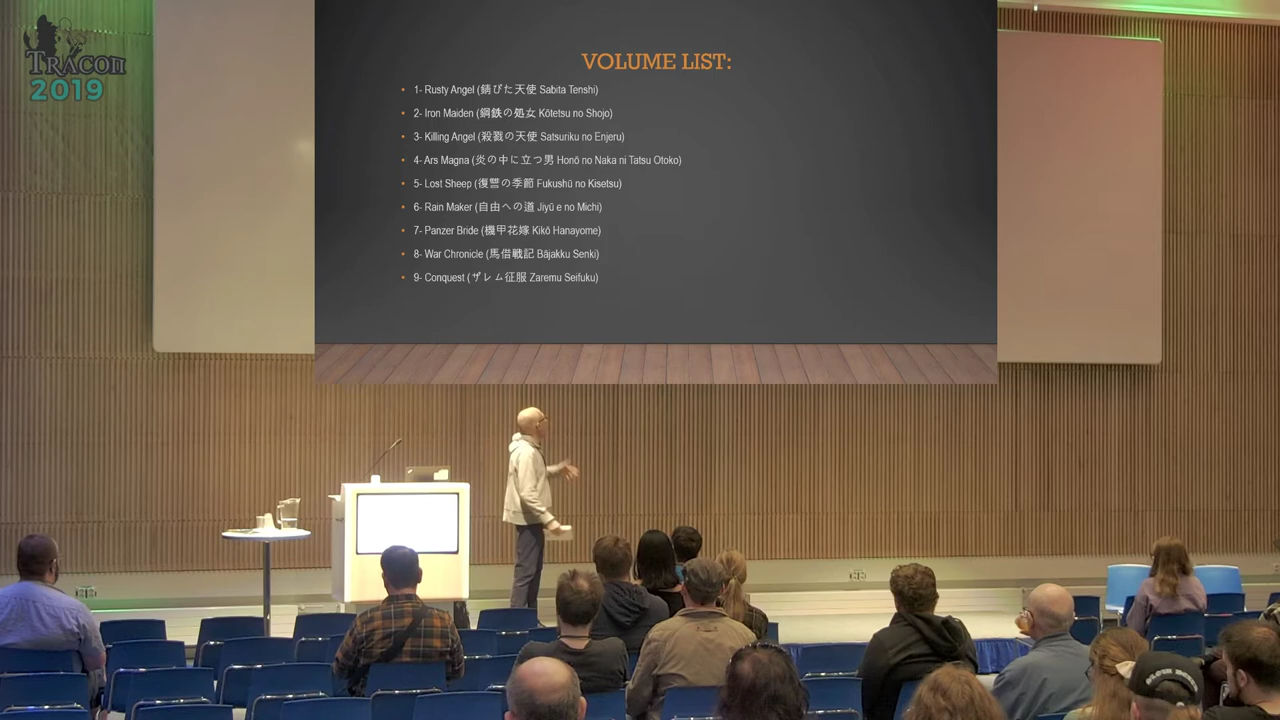 TRACON
2019
VOLUME LIST:
• 1- Rusty Angel (錆びた天使 Sabita Tenshi)
• 2- Iron Maiden (鋼鉄の処女 Kōtetsu no Shojo)
• 3- Killing Angel (殺戮の天使 Satsuriku no Enjeru)
• 4- Ars Magna (炎の中に立つ男 Honō no Naka ni Tatsu Otoko)
• 5- Lost Sheep (復讐の季節 Fukushū no Kisetsu)
• 6- Rain Maker (自由への道 Jiyū e no Michi)
• 7- Panzer Bride (機甲花嫁 Kikō Hanayome)
• 8- War Chronicle (馬借戦記 Bājakku Senki)
• 9- Conquest (ザレム征服 Zaremu Seifuku)